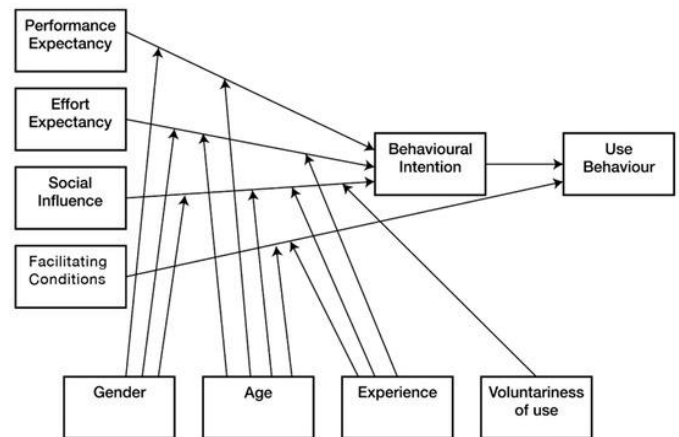 Performance
Expectancy
Effort
Expectancy
Social
Influence
Facilitating
Conditions
Behavioural
Intention
Use
Behaviour
Gender
Age
Experience
Voluntariness
of use